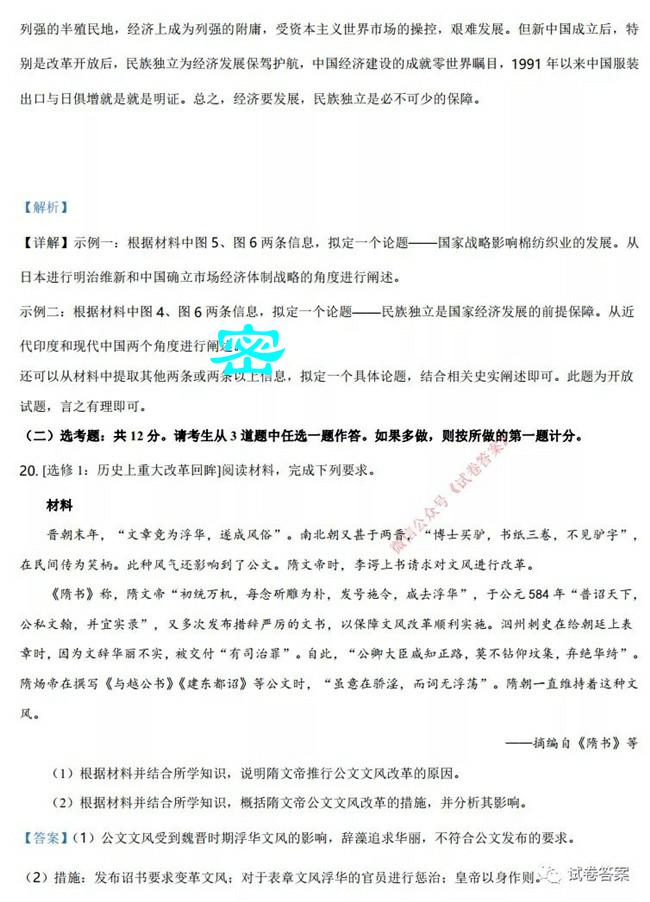 列强的半殖民地，经济上成为列强的附庸，受资本主义世界市场的操控，艰难发展。但新中国成立后，特
别是改革开放后，民族独立为经济发展保驾护航，中国经济建设的成就零世界瞩目，1991 年以来中国服装
出口与日俱增就是就是明证。总之，经济要发展，民族独立是必不可少的保障。
【解析】
【详解】示例一：根据材料中图 5、图 6 两条信息，拟定一个论题——国家战略影响棉纺织业的发展。从
日本进行明治维新和中国确立市场经济体制战略的角度进行阐述。
示例二：根据材料中图 4、图 6 两条信息，拟定一个论题——民族独立是国家经济发展的前提保障。从近
代印度和现代中国两个角度进行阐述。
密
还可以从材料中提取其他两条或两条以上信息，拟定一个具体论题，结合相关史实阐述即可。此题为开放
试题，言之有理即可。
（二）选考题：共 12 分。请考生从 3 道题中任选一题作答。如果多做，则按所做的第一题计分。
20. [选修 1：历史上重大改革回眸]阅读材料，完成下列要求。
微信公众号《试卷答案》
材料
晋朝末年，“文章竞为浮华，遂成风俗”。南北朝又甚于两晋，“博士买驴，书纸三卷，不见驴字”，
在民间传为笑柄。此种风气还影响到了公文。隋文帝时，李谔上书请求对文风进行改革。
《隋书》称，隋文帝“初统万机，每念斫雕为朴，发号施令，咸去浮华”，于公元 584 年“普诏天下，
公私文翰，并宜实录”，又多次发布措辞严厉的文书，以保障文风改革顺利实施。泗州刺史在给朝廷上表
章时，因为文辞华丽不实，被交付“有司治罪”。自此，“公卿大臣咸知正路，莫不钻仰坟集，弃绝华绮”。
隋炀帝在撰写《与越公书》《建东都诏》等公文时，“虽意在骄淫，而词无浮荡”。隋朝一直维持着这种文
风。
——摘编自《隋书》等
（1）根据材料并结合所学知识，说明隋文帝推行公文文风改革的原因。
（2）根据材料并结合所学知识，概括隋文帝公文文风改革的措施，并分析其影响。
【答案】（1）公文文风受到魏晋时期浮华文风的影响，辞藻追求华丽，不符合公文发布的要求。
（2）措施：发布诏书要求变革文风；对于表章文风浮华的官员进行惩治；皇帝以身作则。
试卷答案